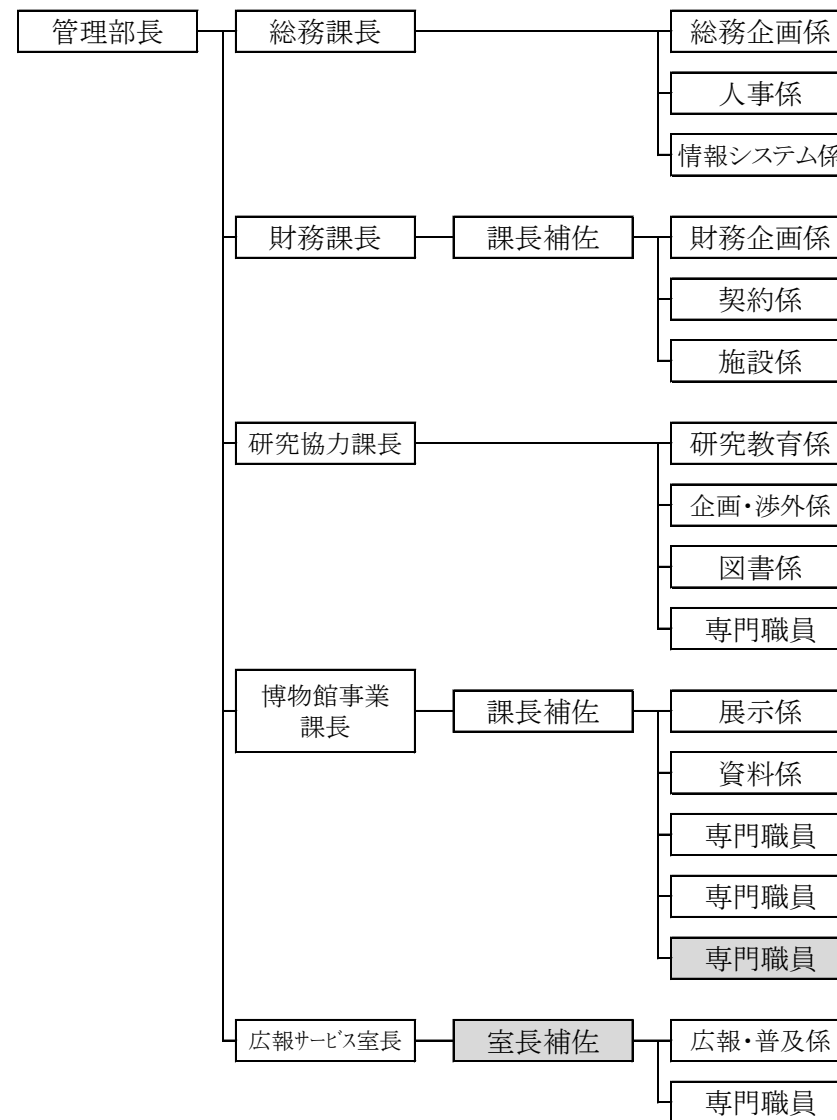 管理部長 総務課長 総務企画係
人事係
情報システム係
財務課長 課長補佐 財務企画係
契約係
施設係
研究協力課長 研究教育係
企画・渉外係
図書係
専門職員
博物館事業
課長
課長補佐 展示係
資料係
専門職員
専門職員
専門職員
広報ｻｰﾋﾞｽ室長 室長補佐 広報・普及係
専門職員